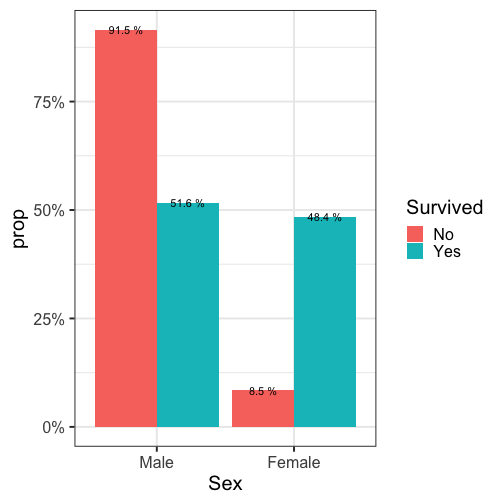 91.5 %
75%
51.6 %
50%
48.4 %
25%
8.5 %
0%
prop
Male
Female
Sex
Survived
No
Yes